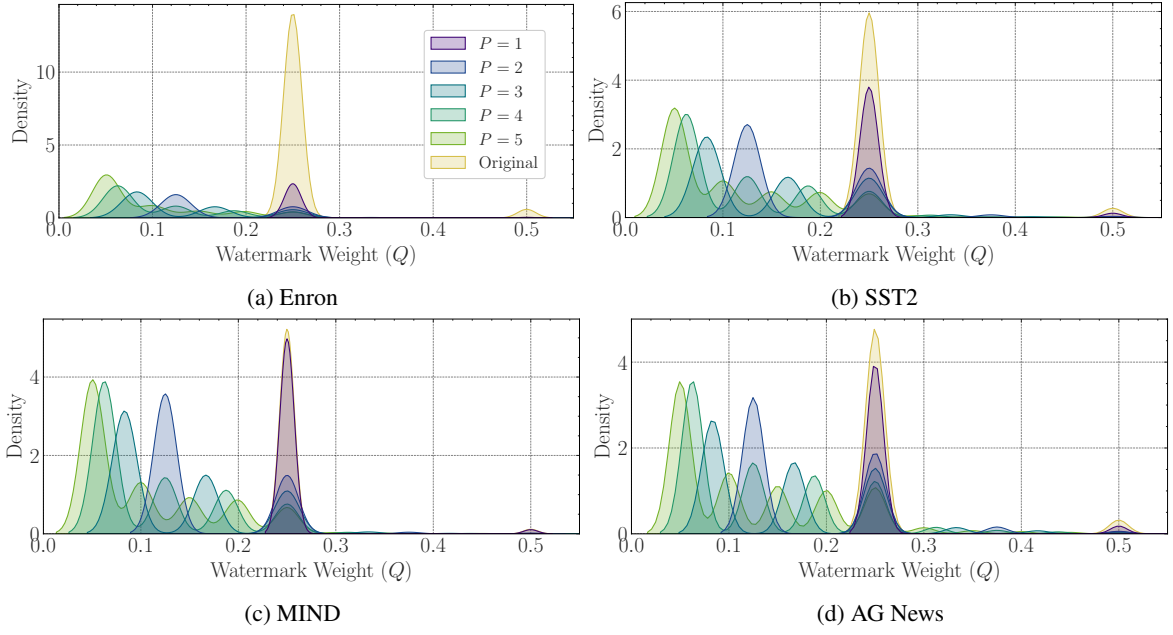 Density
10
5
0
0.0 0.1 0.2 0.3 0.4 0.5
Watermark Weight (Q)
P = 1
P = 2
P = 3
P = 4
P = 5
Original
(a) Enron
Density
6
4
2
0
0.0 0.1 0.2 0.3 0.4 0.5
Watermark Weight (Q)
(b) SST2
Density
4
2
0
0.0 0.1 0.2 0.3 0.4 0.5
Watermark Weight (Q)
(c) MIND
Density
4
2
0
0.0 0.1 0.2 0.3 0.4 0.5
Watermark Weight (Q)
(d) AG News